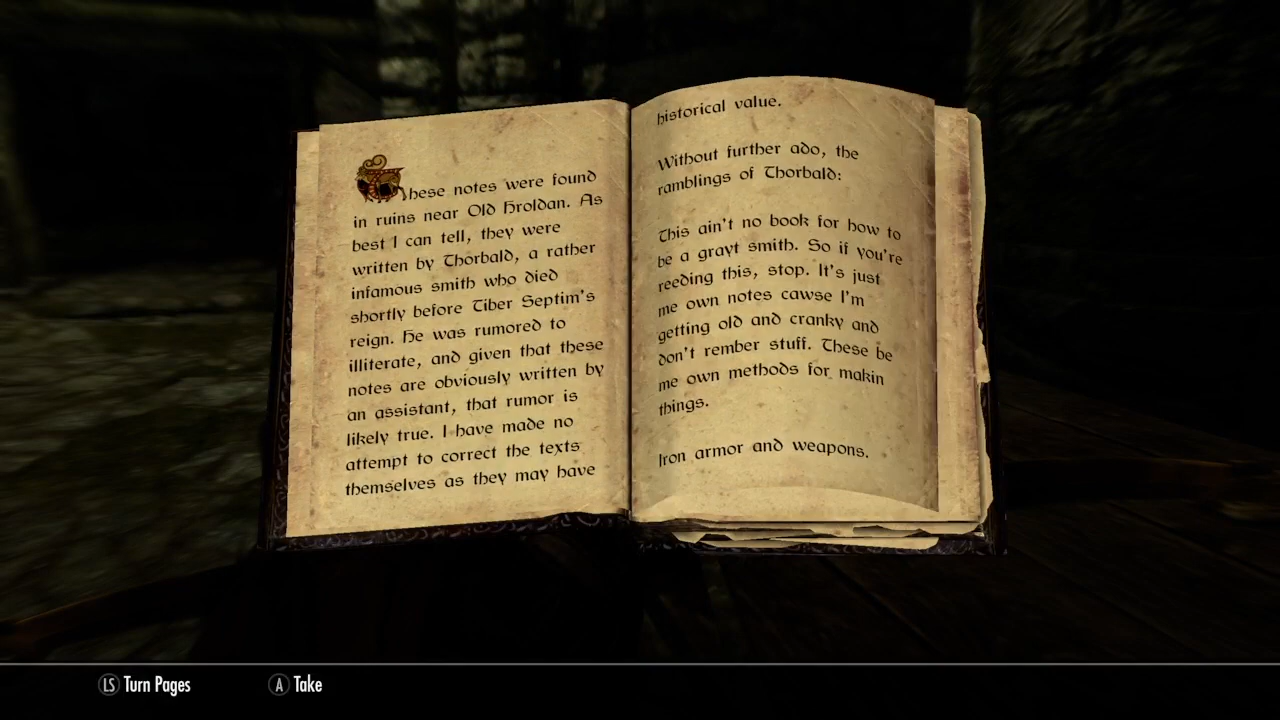 These notes were found
in ruins near Old Hroldan. As
best I can tell, they were
written by Thorbald, a rather
infamous smith who died
shortly before Tiber Septim's
reign. He was rumored to
illiterate, and given that these
notes are obviously written by
an assistant, that rumor is
likely true. I have made no
attempt to correct the texts
themselves as they may have
historical value.
Without further ado, the
ramblings of Thorbald:
This ain't no book for how to
be a grayt smith. So if you're
reeding this, stop. It's just
me own notes cawse I'm
getting old and cranky and
don't rember stuff. These be
me own methods for makin
things.
Iron armor and weapons.
LS Turn Pages
A Take